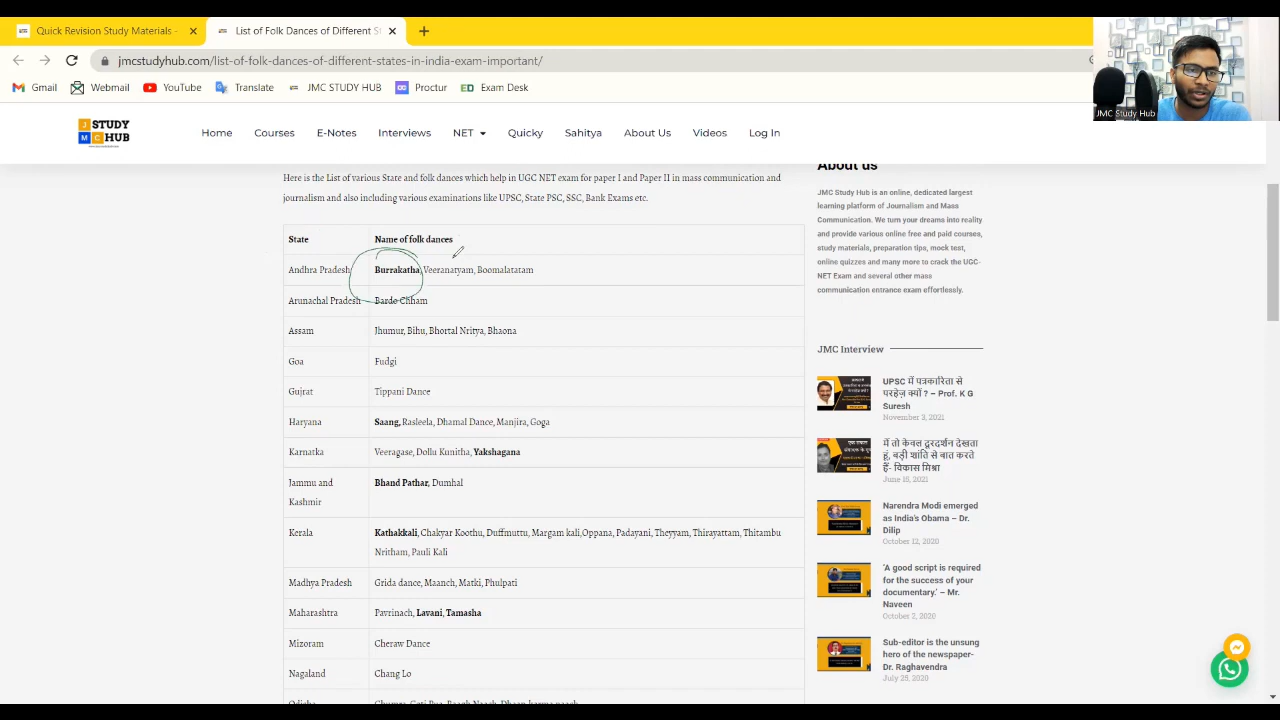 Quick Revision Study Materials -
List of Folk Dances of Different St
jmcstudyhub.com/list-of-folk-dances-of-different-states-in-india-exam-important/
Gmail
Webmail
YouTube
Translate
JMC STUDY HUB
Proctur
ED Exam Desk
JMC Study Hub
J STUDY
M C HUB
Home
Courses
E-Notes
Interviews
NET
Quicky
Sahitya
About Us
Videos
Log In
Here is the List of various State and folk dances which help in UGC NET exam for paper I and Paper II in mass communication and
journalism and also including various examinations like UPSC, State PSC, SSC, Bank Exams etc.
State Name of folk dances
Andhra Pradesh Burrakatha, Veeranatyam, Boomalatatam
Arunachal Pradesh Bardo Chham
Assam Jhumur, Bihu, Bhortal Nritya, Bhaona
Goa Fudgi
Gujrat Tippani Dance
Haryana Saang, Rasleela, Dhamal Dance, Manjira, Goga
Karnatka Veeragase, Dollu Kunitha, Yakshagana
Jammu and
Kashmir
Bhand Pathar, Dumhal
Kerala Kathakkali, Chakyar Koothu, Duffmuttu, Margam kali,Oppana, Padayani, Theyyam, Thirayattam, Thitambu
Nritham, Pauli Kali
Madhya Pradesh Grida dance, Maanch, Matki, Phulpati
Maharashtra Pavrinach, Lavani, Tamasha
Mizoram Cheraw Dance
Nagaland Chang Lo
About us
JMC Study Hub is an online, dedicated largest
learning platform of Journalism and Mass
Communication. We turn your dreams into reality
and provide various online free and paid courses,
study materials, preparation tips, mock test,
online quizzes and many more to crack the UGC-
NET Exam and several other mass
communication entrance exam effortlessly.
JMC Interview
UPSC में पत्रकारिता से
परहेज़ क्यों ? – Prof. K G
Suresh
November 3, 2021
में तो केवल दूरदर्शन देखता
हूं, बड़ी शांति से बात करते
हैं- विकास मिश्रा
June 16, 2021
Narendra Modi emerged
as India's Obama – Dr.
Dilip
October 12, 2020
'A good script is required
for the success of your
documentary.' – Mr.
Naveen
October 2, 2020
Sub-editor is the unsung
hero of the newspaper-
Dr. Raghavendra
July 25, 2020